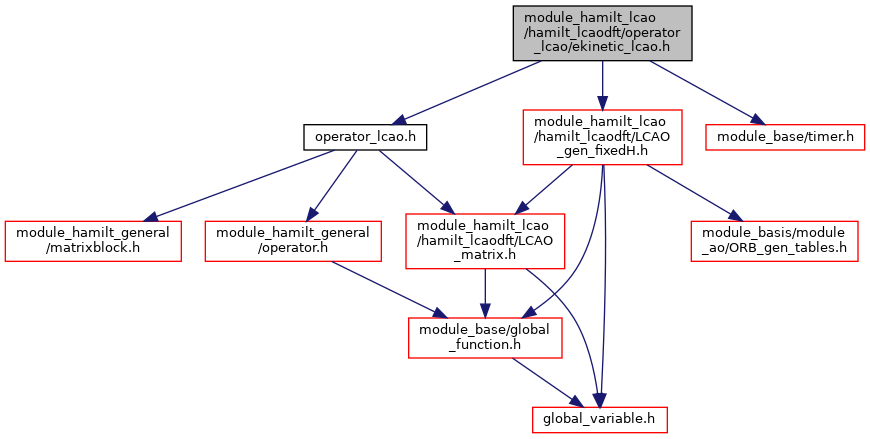 module_hamilt_lcao
/hamilt_lcaodft/operator
_lcao/ekinetic_lcao.h
operator_lcao.h
module_hamilt_lcao
/hamilt_lcaodft/LCAO
_gen_fixedH.h
module_base/timer.h
module_hamilt_general
/matrixblock.h
module_hamilt_general
/operator.h
module_hamilt_lcao
/hamilt_lcaodft/LCAO
_matrix.h
module_basis/module
_ao/ORB_gen_tables.h
module_base/global
_function.h
global_variable.h